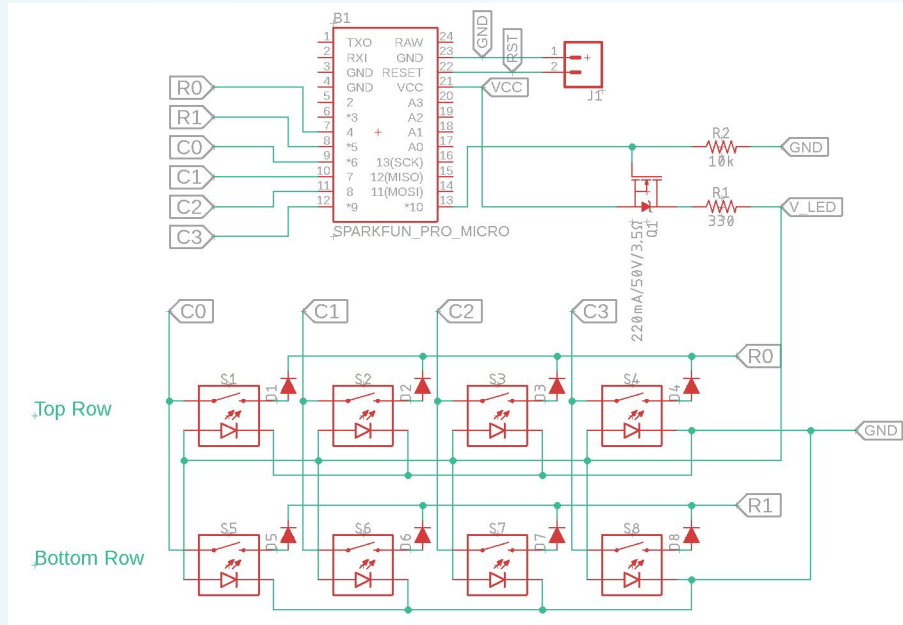 B1
1 TXO RAW 24
2 RXI GND 23
3 GND RESET 22
4 GND VCC 21
5 2 A3 20
6 *3 A2 19
7 4 A1 18
8 *5 A0 17
9 *6 13(SCK) 16
10 7 12(MISO) 15
11 8 11(MOSI) 14
12 *9 *10 13
SPARKFUN_PRO_MICRO
R0
R1
C0
C1
C2
C3
GND
RST
VCC
1
2
J1
R2
10k
GND
R1
330
V_LED
Q1
220mA/50V/3.5Ω
C0 C1 C2 C3
R0
S1 D1 S2 D2 S3 D3 S4 D4
Top Row
GND
R1
S5 D5 S6 D6 S7 D7 S8 D8
Bottom Row